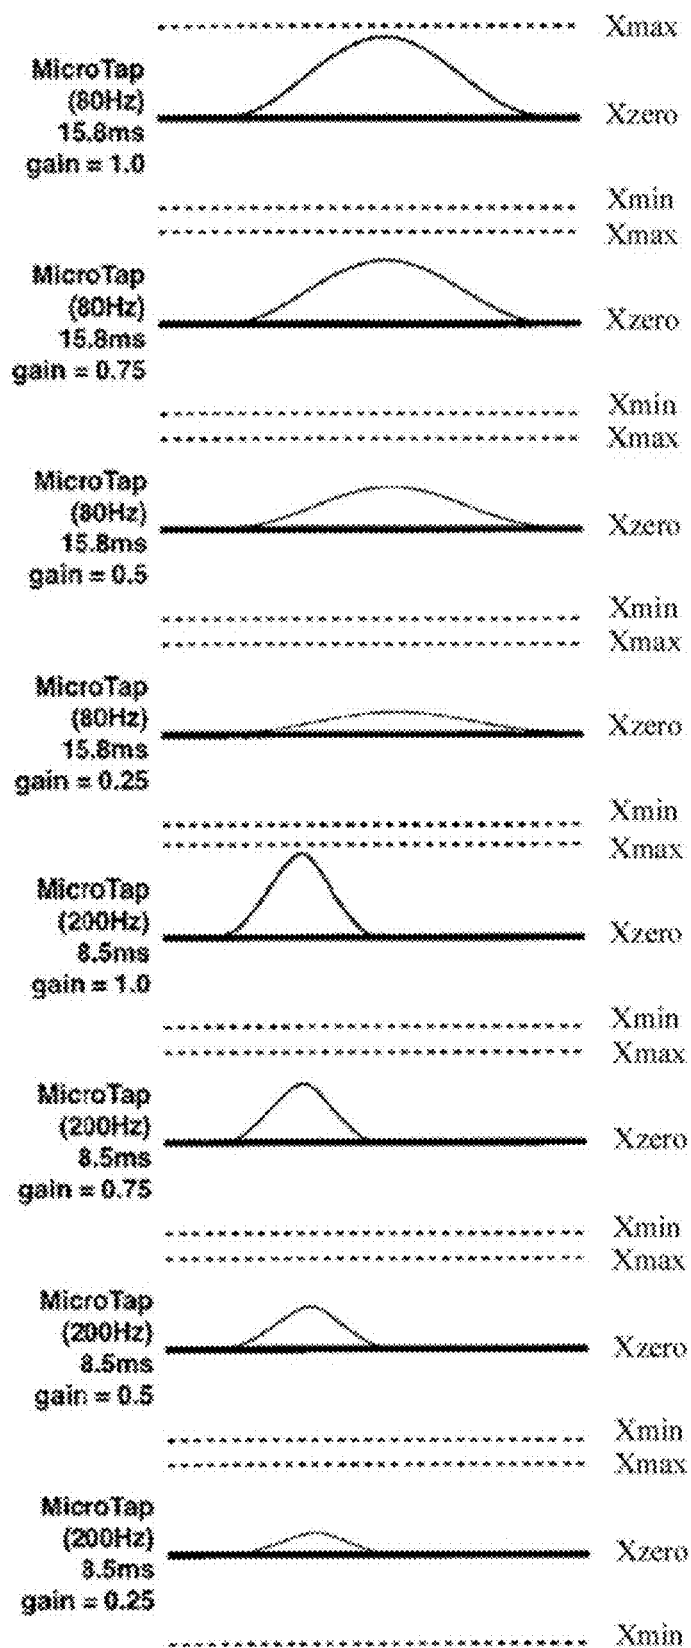 Xmax
MicroTap
(80Hz)
15.8ms
gain = 1.0
Xzero
Xmin
Xmax
MicroTap
(80Hz)
15.8ms
gain = 0.75
Xzero
Xmin
Xmax
MicroTap
(80Hz)
15.8ms
gain = 0.5
Xzero
Xmin
Xmax
MicroTap
(80Hz)
15.8ms
gain = 0.25
Xzero
Xmin
Xmax
MicroTap
(200Hz)
8.5ms
gain = 1.0
Xzero
Xmin
Xmax
MicroTap
(200Hz)
8.5ms
gain = 0.75
Xzero
Xmin
Xmax
MicroTap
(200Hz)
8.5ms
gain = 0.5
Xzero
Xmin
Xmax
MicroTap
(200Hz)
8.5ms
gain = 0.25
Xzero
Xmin